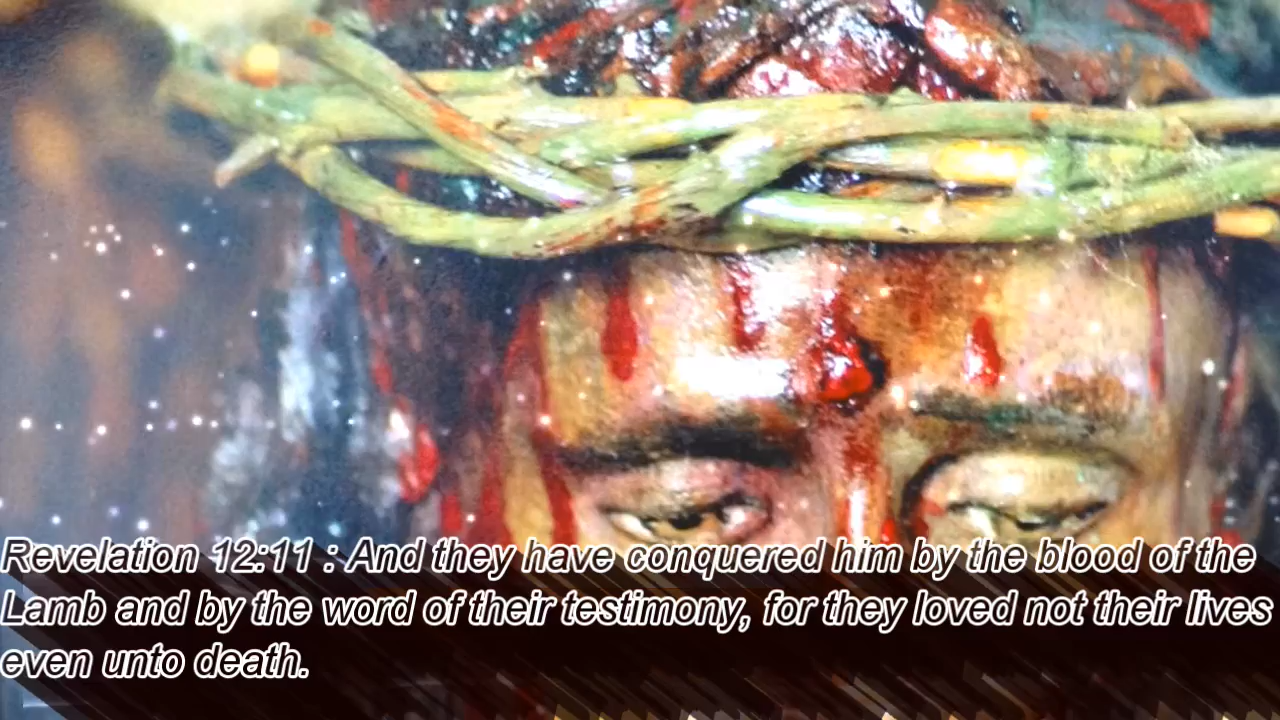 Revelation 12:11 : And they have conquered him by the blood of the
Lamb and by the word of their testimony, for they loved not their lives
even unto death.